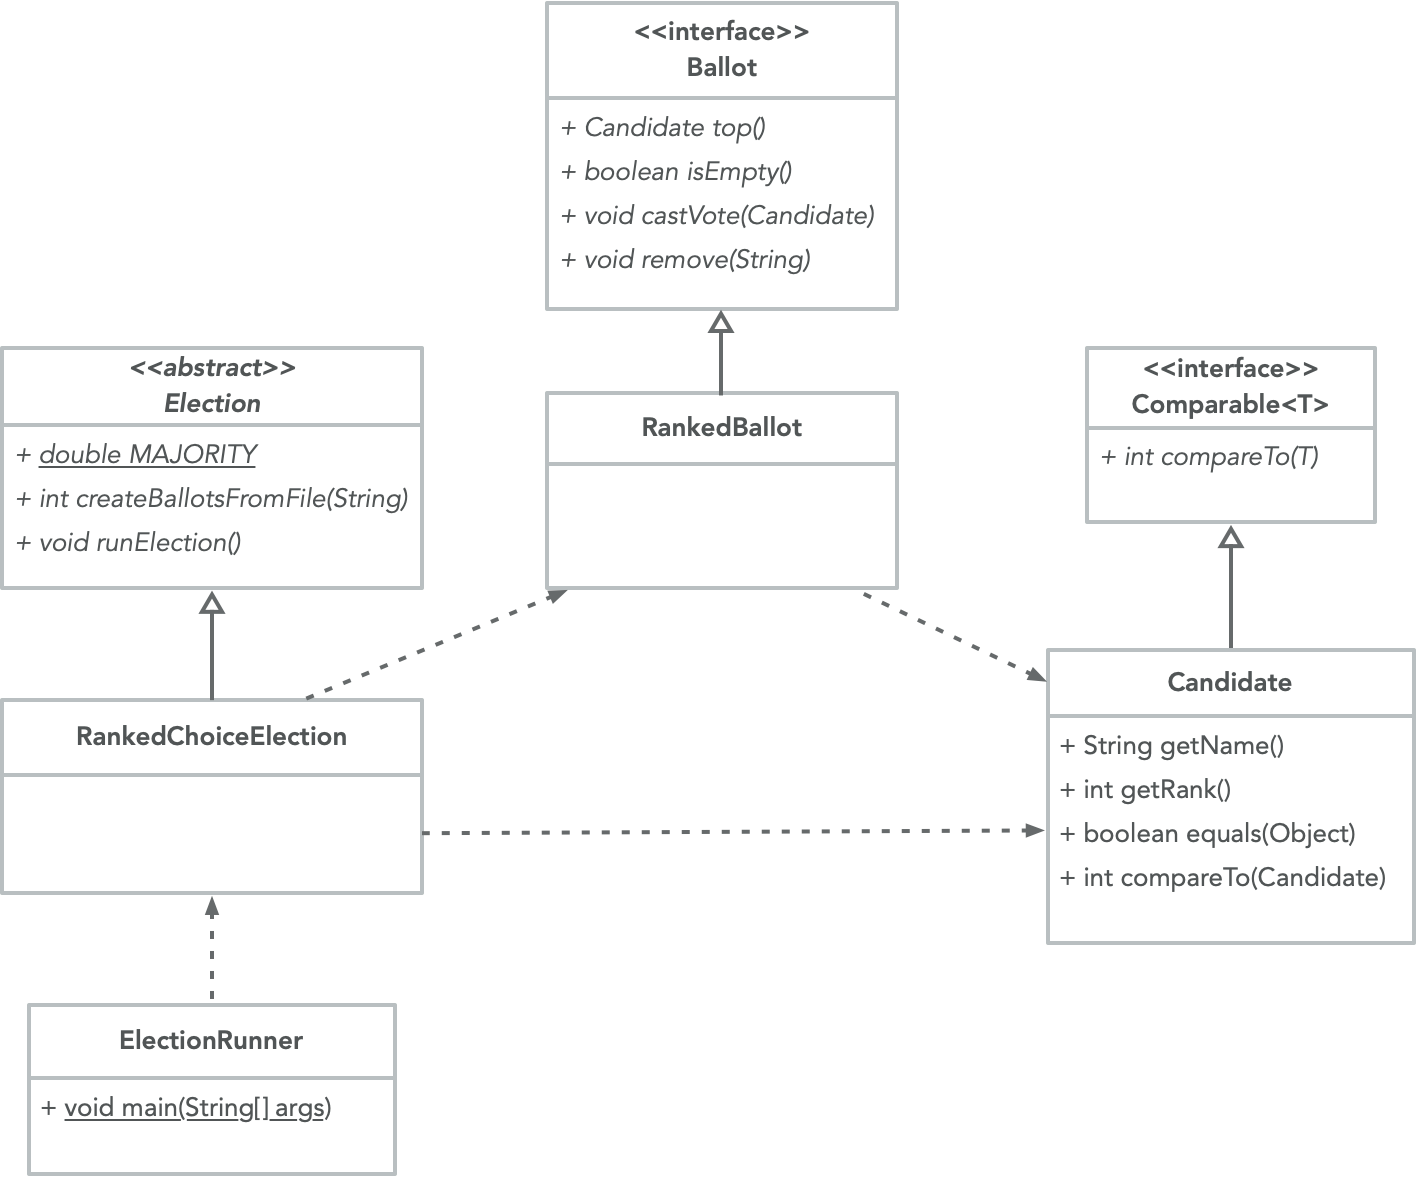 <<interface>>
Ballot
+ Candidate top()
+ boolean isEmpty()
+ void castVote(Candidate)
+ void remove(String)
<<abstract>>
Election
+ double MAJORITY
+ int createBallotsFromFile(String)
+ void runElection()
RankedBallot
<<interface>>
Comparable<T>
+ int compareTo(T)
RankedChoiceElection
Candidate
+ String getName()
+ int getRank()
+ boolean equals(Object)
+ int compareTo(Candidate)
ElectionRunner
+ void main(String[] args)